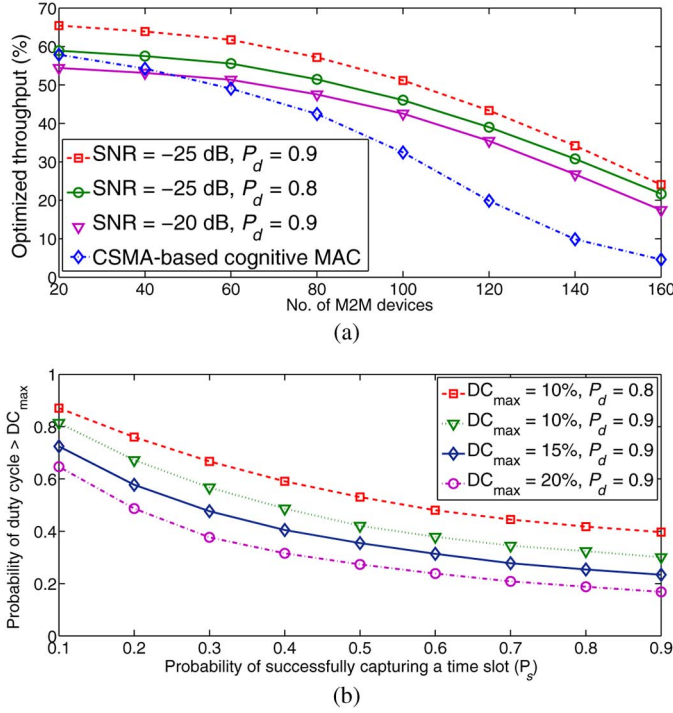 70
60
50
40
30
20
10
0
Optimized throughput (%)
SNR = −25 dB, P_d = 0.9
SNR = −25 dB, P_d = 0.8
SNR = −20 dB, P_d = 0.9
CSMA-based cognitive MAC
20 40 60 80 100 120 140 160
No. of M2M devices
(a)
1
0.8
0.6
0.4
0.2
0
Probability of duty cycle > DC_max
DC_max = 10%, P_d = 0.8
DC_max = 10%, P_d = 0.9
DC_max = 15%, P_d = 0.9
DC_max = 20%, P_d = 0.9
0.1 0.2 0.3 0.4 0.5 0.6 0.7 0.8 0.9
Probability of successfully capturing a time slot (P_s)
(b)